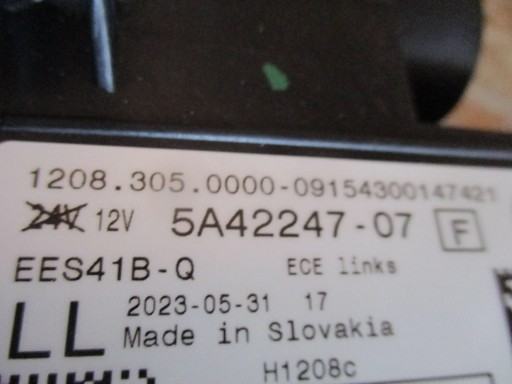 1208.305.0000-09154300147421
24V 12V 5A42247-07 F
EES41B-Q ECE links
LL 2023-05-31 17
Made in Slovakia
H1208c